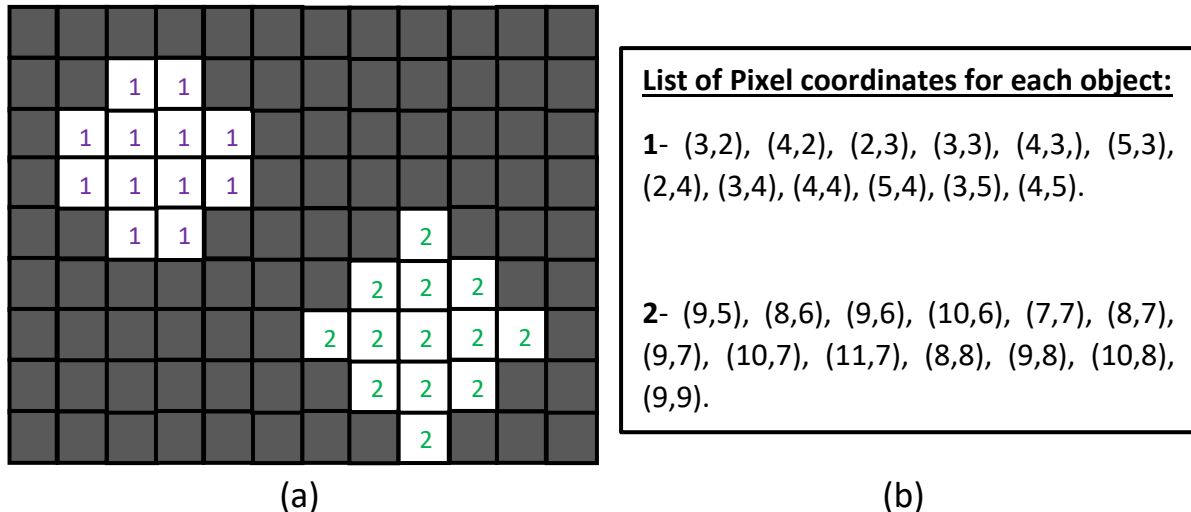 1 1
1 1 1 1
1 1 1 1
1 1
2
2 2 2
2 2 2 2 2
2 2 2
2
(a)
List of Pixel coordinates for each object:
1- (3,2), (4,2), (2,3), (3,3), (4,3,), (5,3),
(2,4), (3,4), (4,4), (5,4), (3,5), (4,5).
2- (9,5), (8,6), (9,6), (10,6), (7,7), (8,7),
(9,7), (10,7), (11,7), (8,8), (9,8), (10,8),
(9,9).
(b)